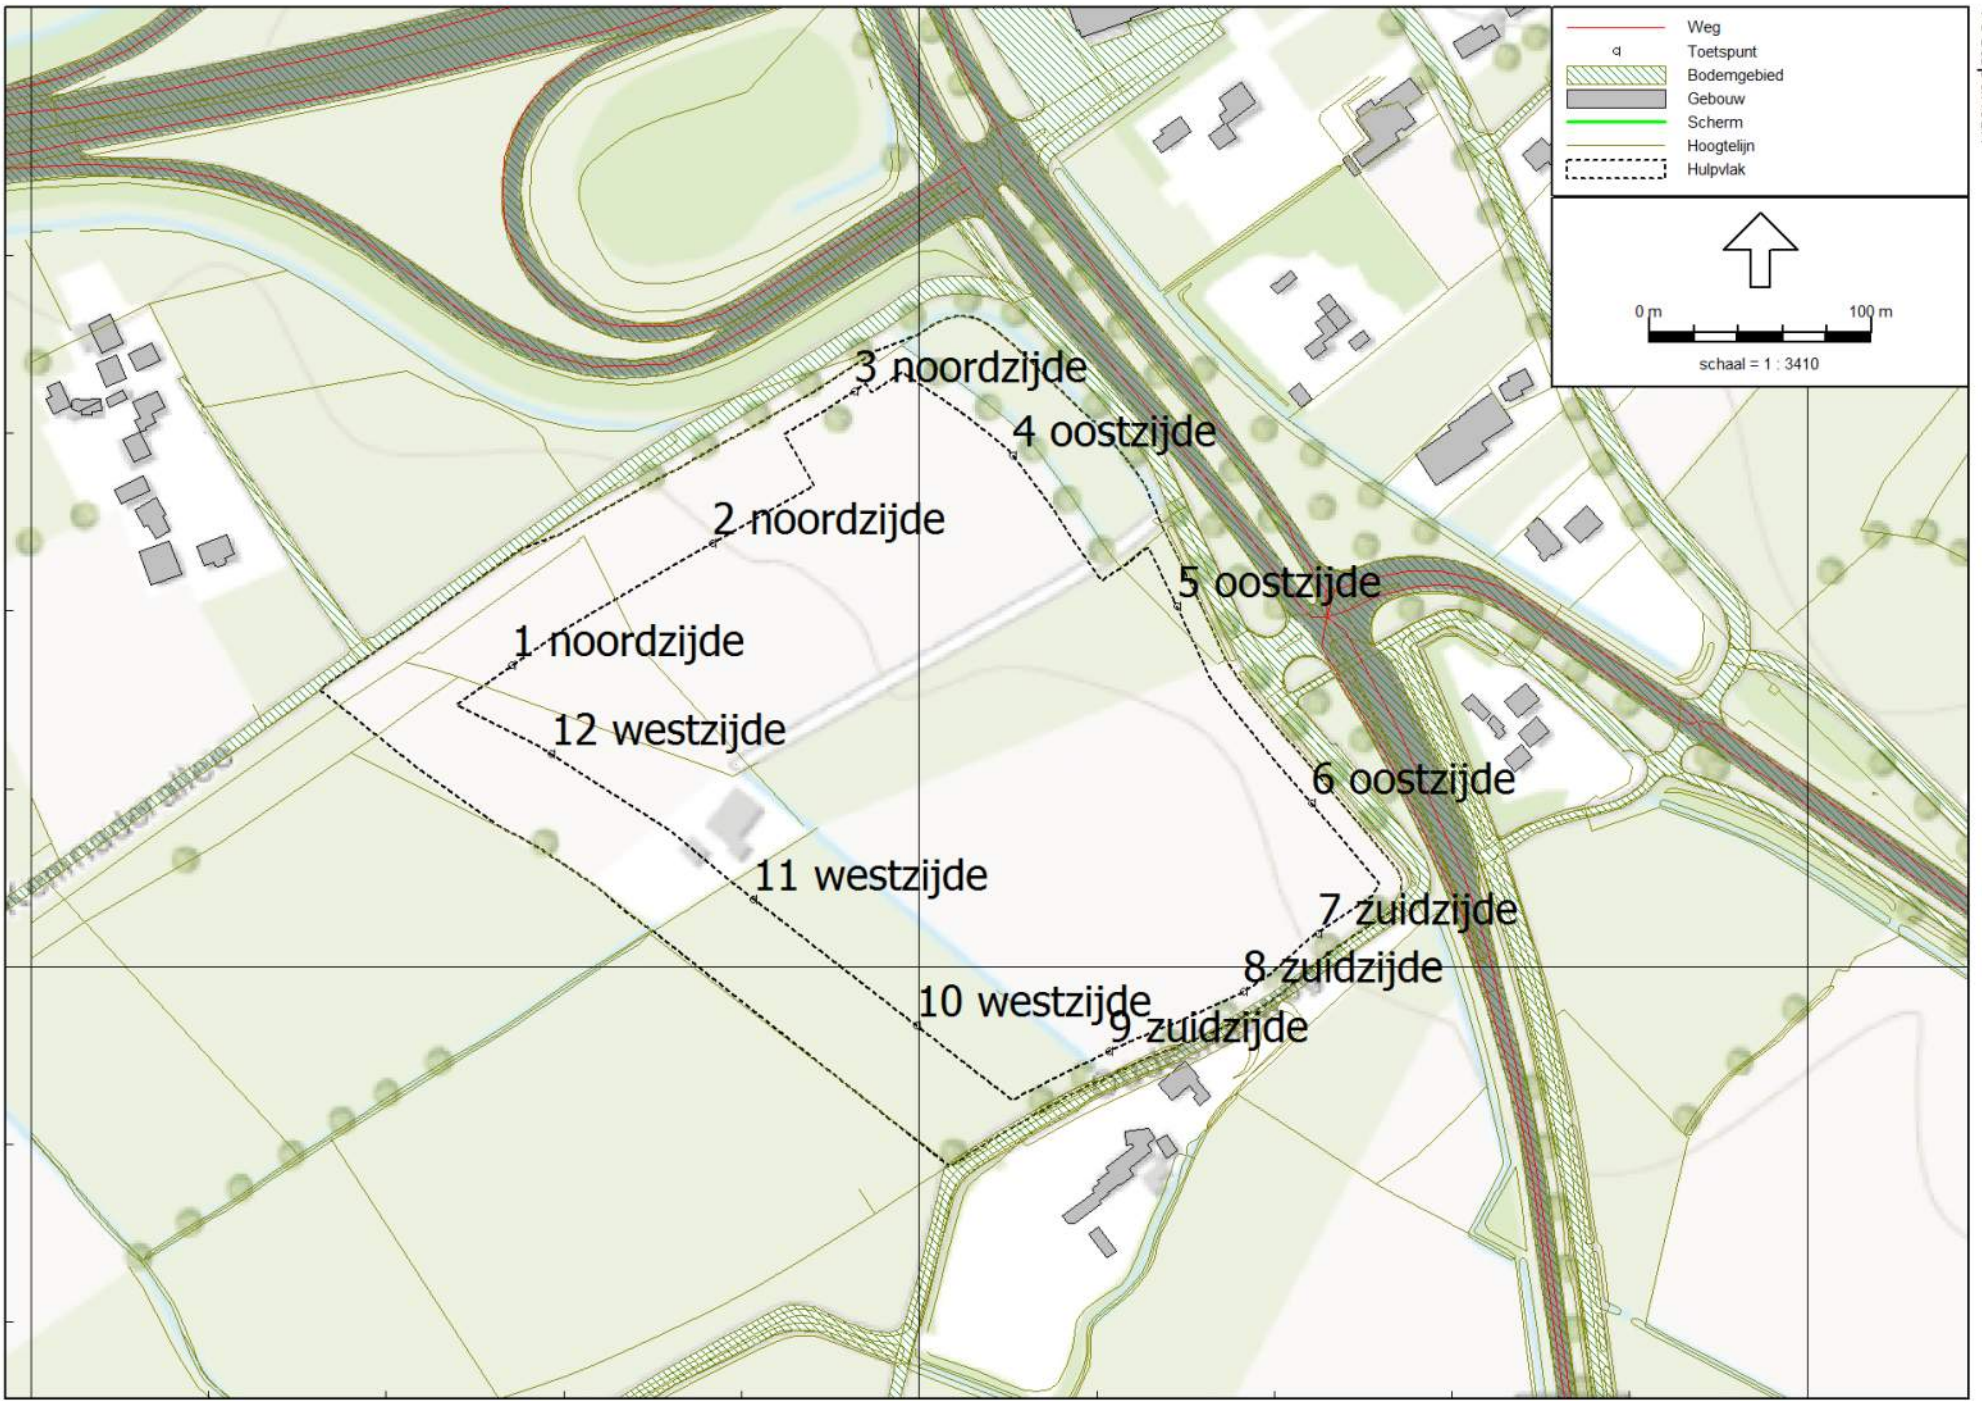 Weg
Toetspunt
Bodemgebied
Gebouw
Scherm
Hoogtelijn
Hulpvlak
0 m 100 m
schaal = 1 : 3410
3 noordzijde
4 oostzijde
2 noordzijde
5 oostzijde
1 noordzijde
12 westzijde
6 oostzijde
11 westzijde
7 zuidzijde
8 zuidzijde
10 westzijde
9 zuidzijde